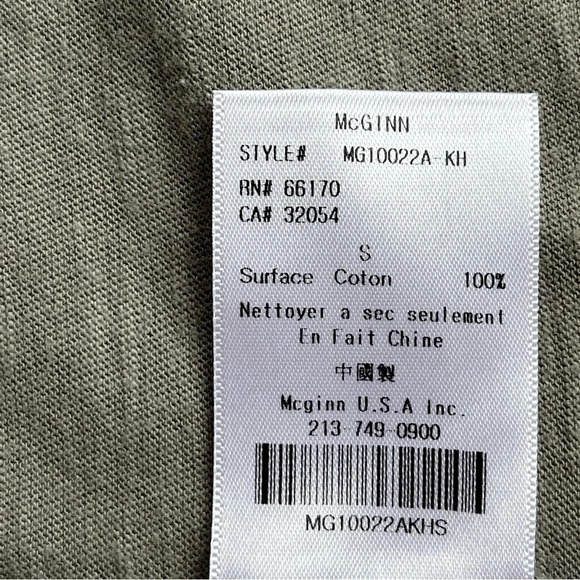 McGINN
STYLE# MG10022A-KH
RN# 66170
CA# 32054
S
Surface Coton 100%
Nettoyer a sec seulement
En Fait Chine
中國製
Mcginn U.S.A Inc.
213 749 0900
MG10022AKHS